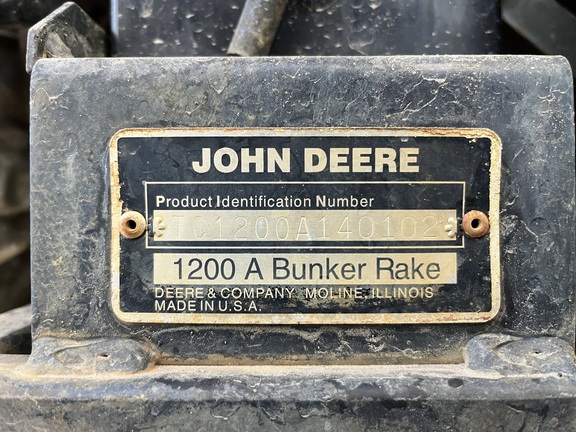 JOHN DEERE
Product Identification Number
TC1200A140102
1200 A Bunker Rake
DEERE & COMPANY MOLINE, ILLINOIS
MADE IN U.S.A.